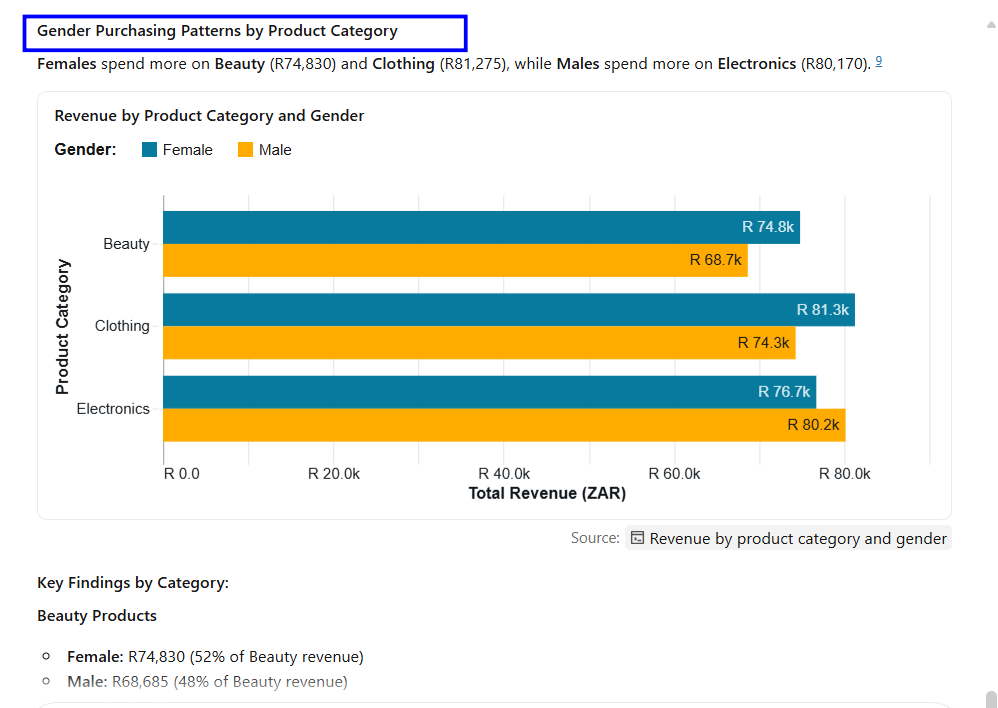 Gender Purchasing Patterns by Product Category
Females spend more on Beauty (R74,830) and Clothing (R81,275), while Males spend more on Electronics (R80,170). 9
Revenue by Product Category and Gender
Gender: Female Male
Product Category
Beauty
R 74.8k
R 68.7k
Clothing
R 81.3k
R 74.3k
Electronics
R 76.7k
R 80.2k
R 0.0 R 20.0k R 40.0k R 60.0k R 80.0k
Total Revenue (ZAR)
Source: Revenue by product category and gender
Key Findings by Category:
Beauty Products
Female: R74,830 (52% of Beauty revenue)
Male: R68,685 (48% of Beauty revenue)